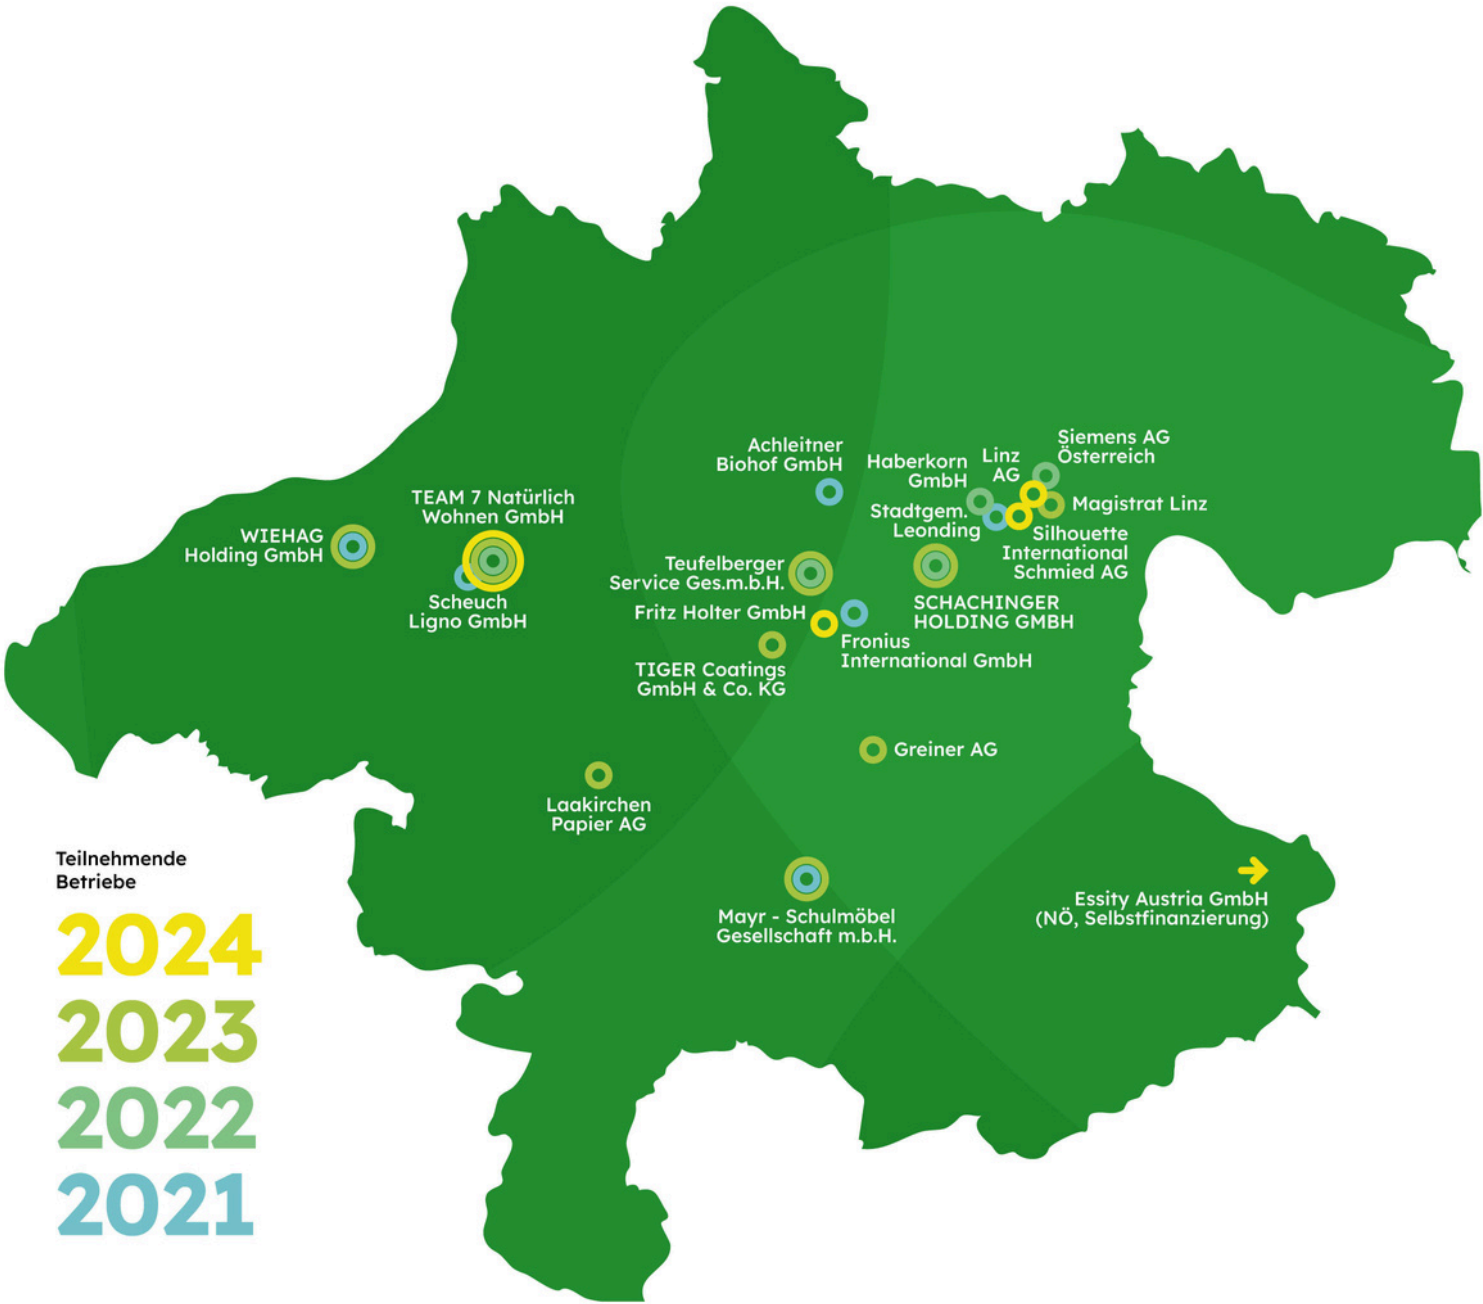 Siemens AG
Österreich
Achleitner
Biohof GmbH
Linz
AG
Haberkorn
GmbH
TEAM 7 Natürlich
Wohnen GmbH
Magistrat Linz
Stadtgem.
Leonding
WIEHAG
Holding GmbH
Silhouette
International
Schmied AG
Teufelberger
Service Ges.m.b.H.
Scheuch
Ligno GmbH
SCHACHINGER
HOLDING GMBH
Fritz Holter GmbH
Fronius
International GmbH
TIGER Coatings
GmbH & Co. KG
Greiner AG
Laakirchen
Papier AG
Essity Austria GmbH
(NÖ, Selbstfinanzierung)
Mayr - Schulmöbel
Gesellschaft m.b.H.
Teilnehmende
Betriebe
2024
2023
2022
2021